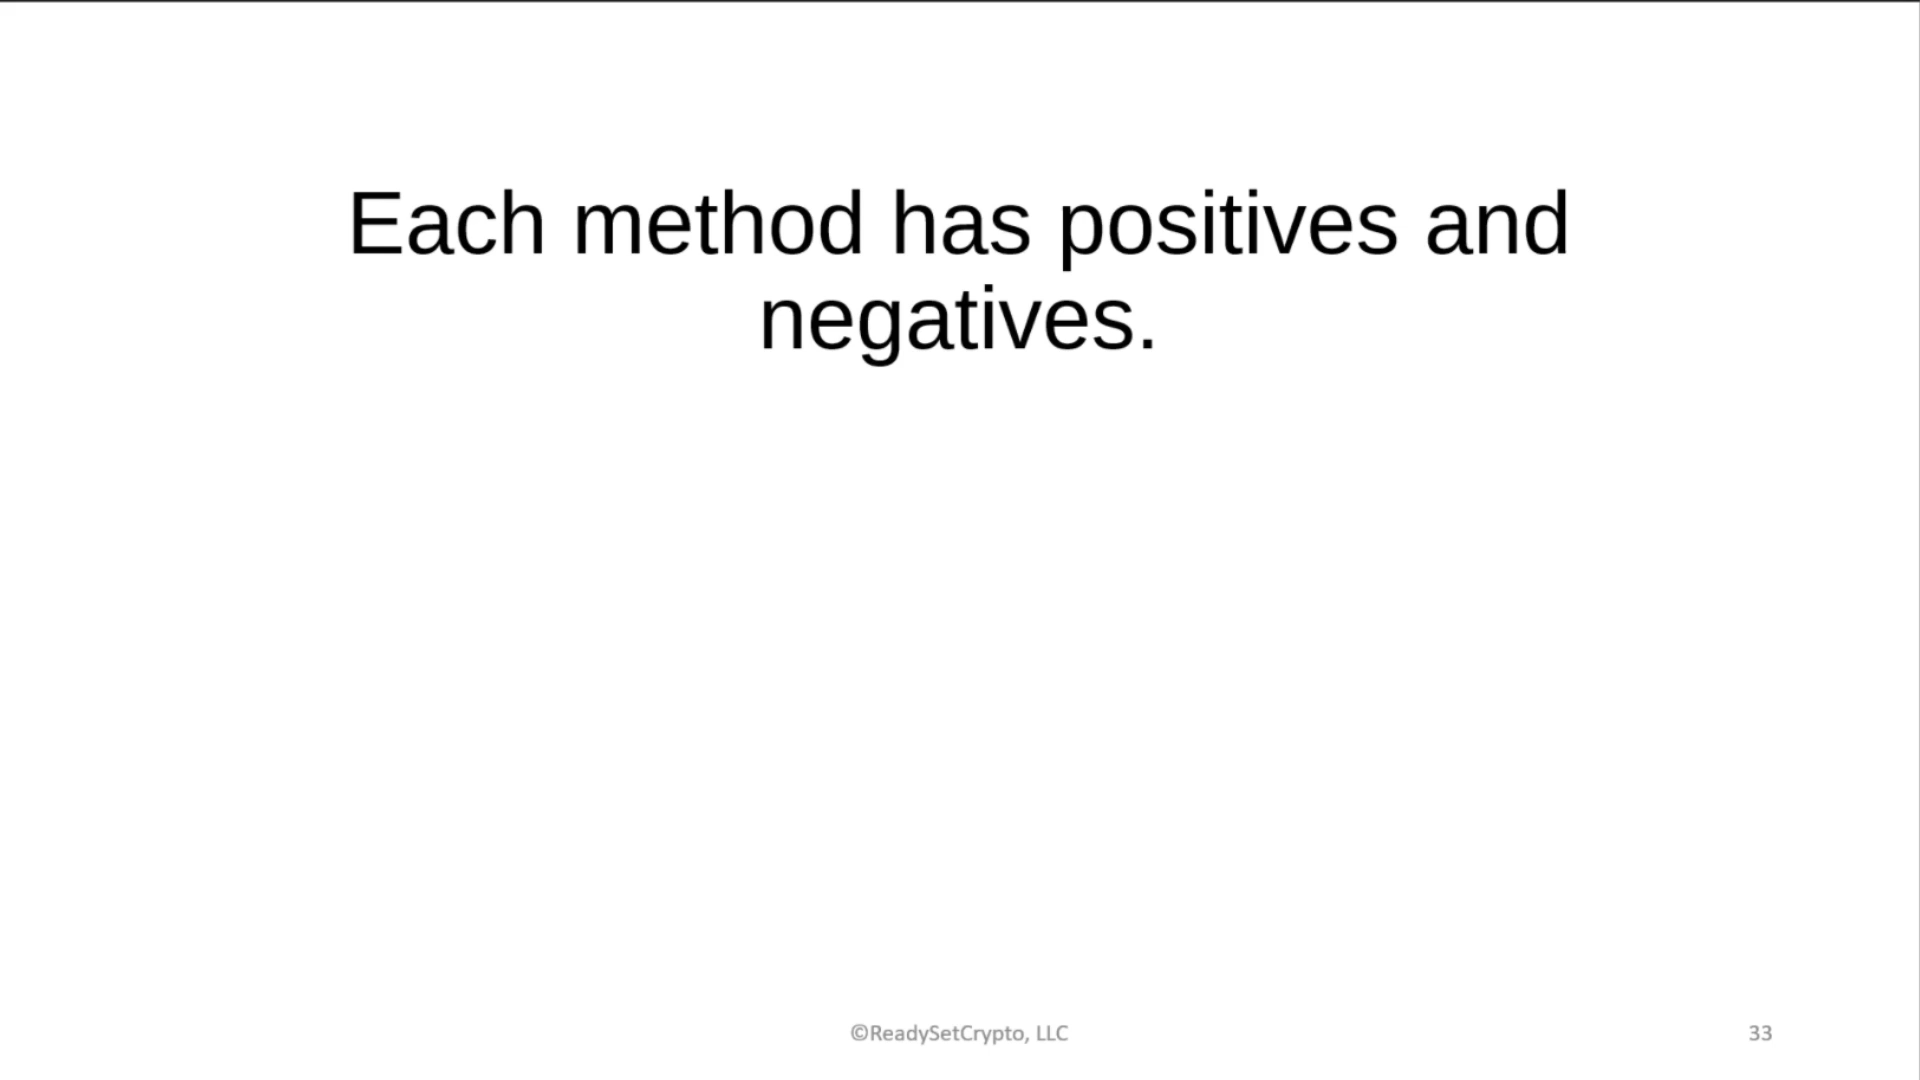 Each method has positives and
negatives.
©ReadySetCrypto, LLC
33